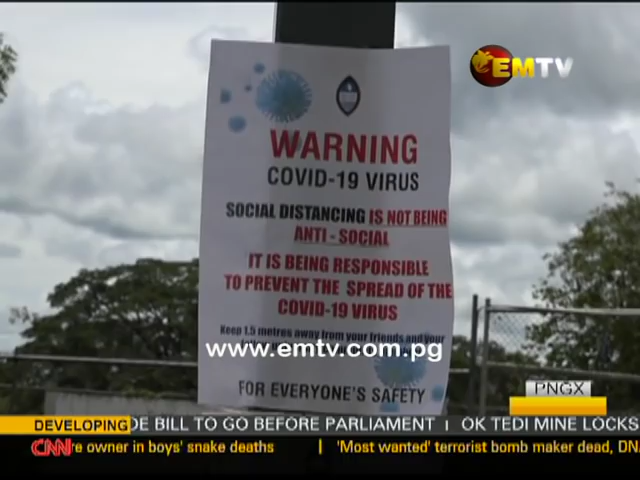 EMTV
WARNING
COVID-19 VIRUS
SOCIAL DISTANCING IS NOT BEING
ANTI - SOCIAL
IT IS BEING RESPONSIBLE
TO PREVENT THE SPREAD OF THE
COVID-19 VIRUS
Keep 1.5 metres away from your friends and your
www.emtv.com.pg
FOR EVERYONE'S SAFETY
PNGX
DEVELOPING DE BILL TO GO BEFORE PARLIAMENT | OK TEDI MINE LOCKS
CNN e owner in boys' snake deaths | 'Most wanted' terrorist bomb maker dead, DN